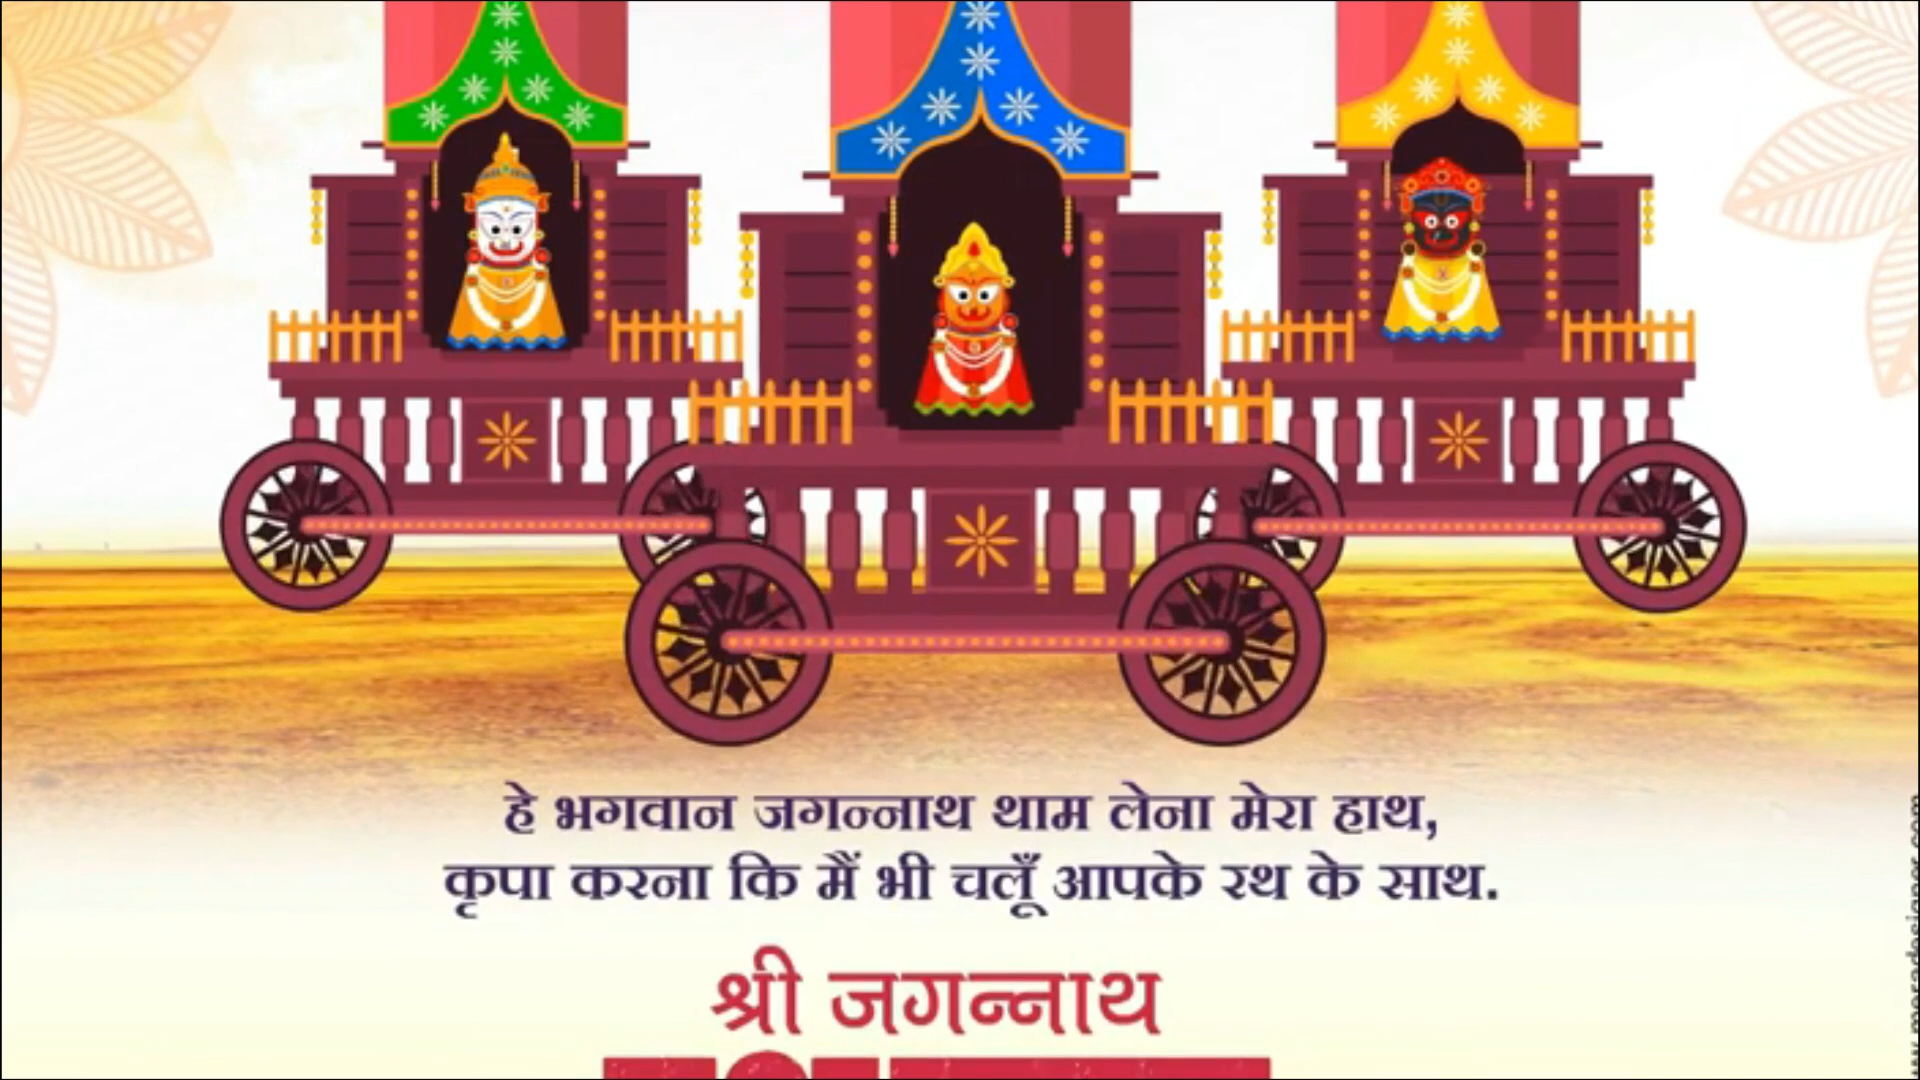 हे भगवान जगन्नाथ थाम लेना मेरा हाथ,
कृपा करना कि मैं भी चलूँ आपके रथ के साथ.
श्री जगन्नाथ